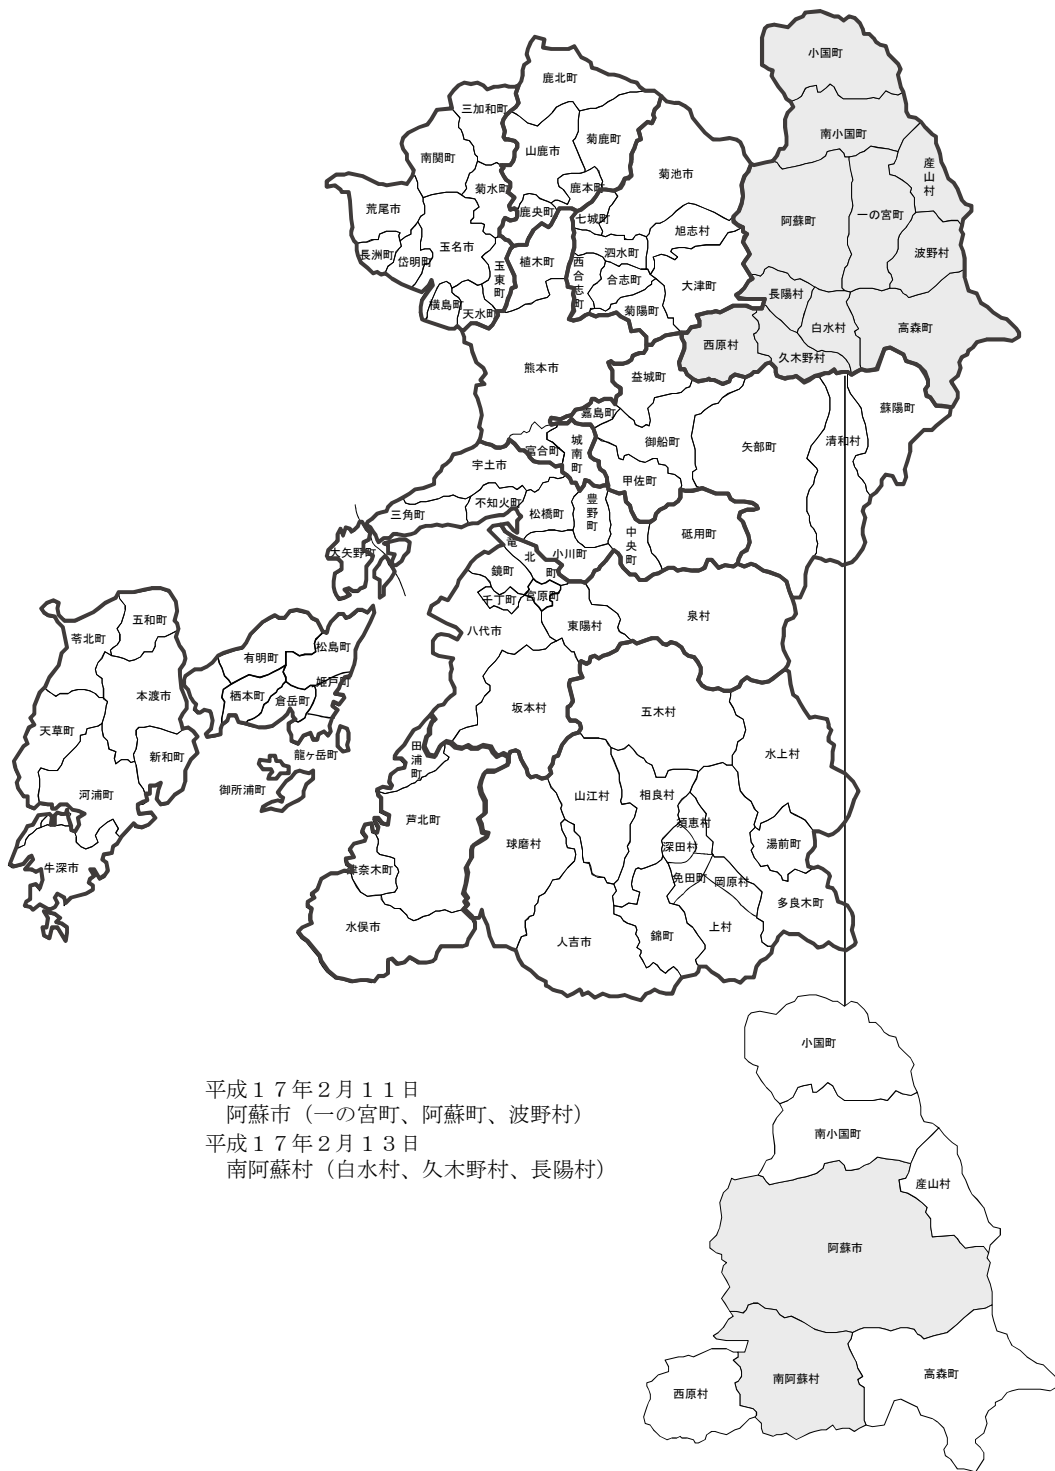 小国町
鹿北町
三加和町
南小国町
菊鹿町
山鹿市
南関町
産山村
菊池市
鹿本町
菊水町
荒尾市
鹿央町
七城町
一の宮町
阿蘇町
旭志村
玉名市
長洲町
岱明町
植木町
泗水町
波野村
玉東町
西合志町
合志町
大津町
長陽村
横島町
天水町
菊陽町
白水村
高森町
西原村
久木野村
熊本市
益城町
嘉島町
蘇陽町
御船町
矢部町
清和村
城南町
富合町
宇土市
甲佐町
不知火町
三角町
松橋町
豊野町
中央町
砥用町
大矢野町
竜北町
小川町
鏡町
宮原町
千丁町
泉村
東陽村
八代市
五和町
苓北町
松島町
有明町
姫戸町
栖本町
倉岳町
本渡市
坂本村
五木村
天草町
新和町
龍ヶ岳町
田浦町
水上村
御所浦町
河浦町
山江村
相良村
芦北町
須恵村
球磨村
深田村
湯前町
牛深市
津奈木町
免田町
岡原村
多良木町
水俣市
上村
錦町
人吉市
小国町
平成１７年２月１１日
阿蘇市（一の宮町、阿蘇町、波野村）
平成１７年２月１３日
南阿蘇村（白水村、久木野村、長陽村）
南小国町
産山村
阿蘇市
南阿蘇村
高森町
西原村